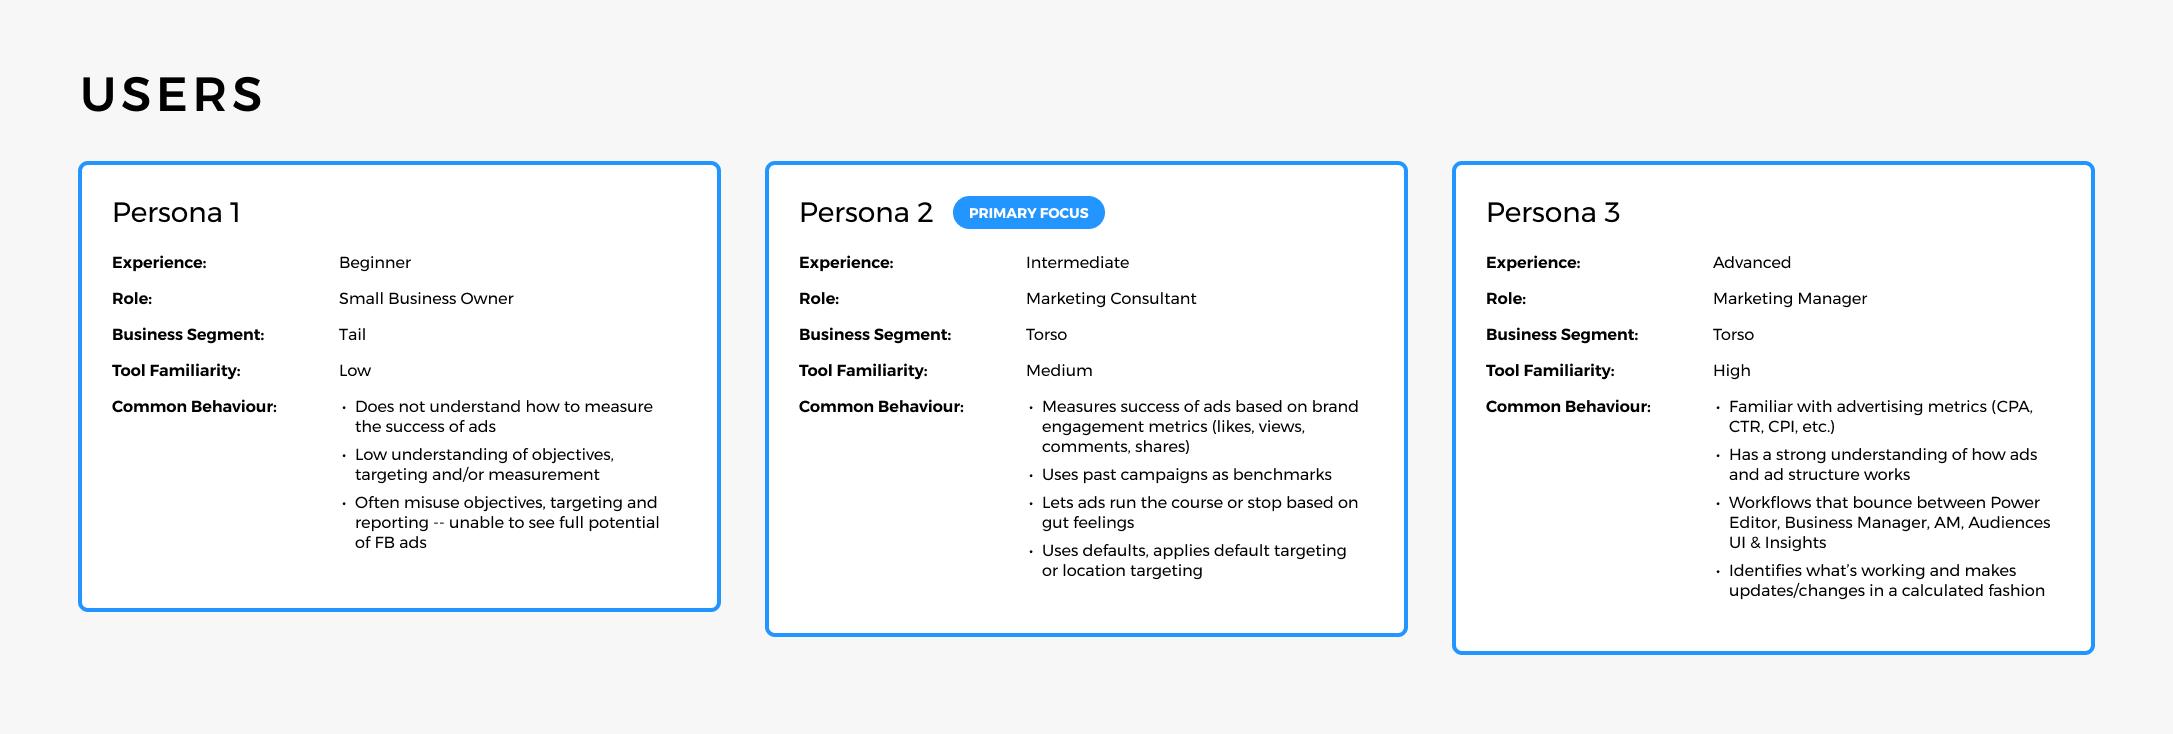 USERS
Persona 1
Experience: Beginner
Role: Small Business Owner
Business Segment: Tail
Tool Familiarity: Low
Common Behaviour: • Does not understand how to measure
the success of ads
• Low understanding of objectives,
targeting and/or measurement
• Often misuse objectives, targeting and
reporting -- unable to see full potential
of FB ads
Persona 2 PRIMARY FOCUS
Experience: Intermediate
Role: Marketing Consultant
Business Segment: Torso
Tool Familiarity: Medium
Common Behaviour: • Measures success of ads based on brand
engagement metrics (likes, views,
comments, shares)
• Uses past campaigns as benchmarks
• Lets ads run the course or stop based on
gut feelings
• Uses defaults, applies default targeting
or location targeting
Persona 3
Experience: Advanced
Role: Marketing Manager
Business Segment: Torso
Tool Familiarity: High
Common Behaviour: • Familiar with advertising metrics (CPA,
CTR, CPI, etc.)
• Has a strong understanding of how ads
and ad structure works
• Workflows that bounce between Power
Editor, Business Manager, AM, Audiences
UI & Insights
• Identifies what's working and makes
updates/changes in a calculated fashion